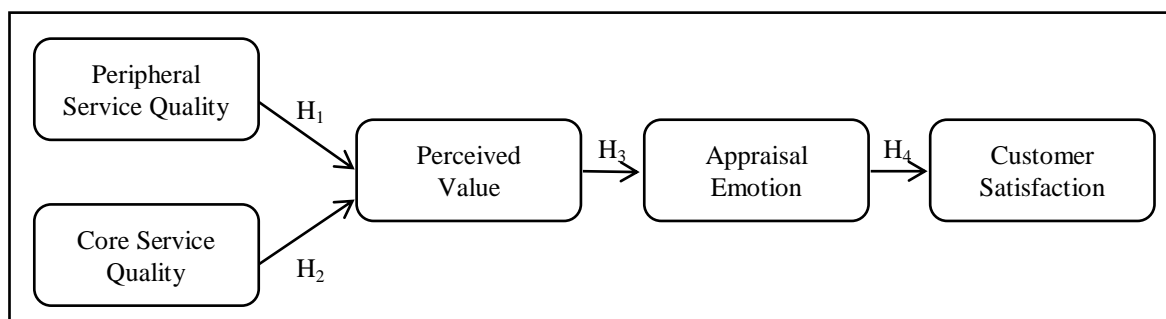 Peripheral
Service Quality
H₁
Core Service
Quality
H₂
Perceived
Value
H₃
Appraisal
Emotion
H₄
Customer
Satisfaction